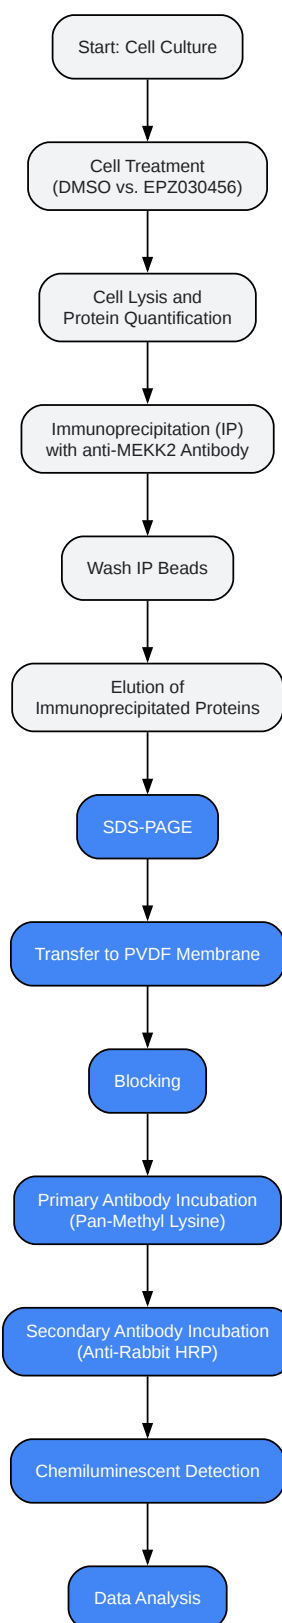 Start: Cell Culture
Cell Treatment
(DMSO vs. EPZ030456)
Cell Lysis and
Protein Quantification
Immunoprecipitation (IP)
with anti-MEKK2 Antibody
Wash IP Beads
Elution of
Immunoprecipitated Proteins
SDS-PAGE
Transfer to PVDF Membrane
Blocking
Primary Antibody Incubation
(Pan-Methyl Lysine)
Secondary Antibody Incubation
(Anti-Rabbit HRP)
Chemiluminescent Detection
Data Analysis